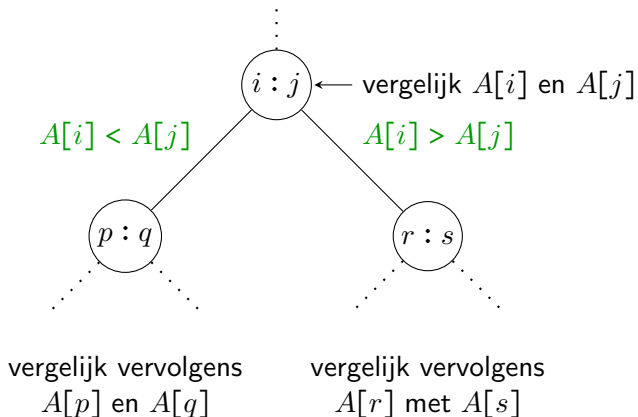 i : j
vergelijk A[i] en A[j]
A[i] < A[j]
A[i] > A[j]
p : q
r : s
vergelijk vervolgens
A[p] en A[q]
vergelijk vervolgens
A[r] met A[s]